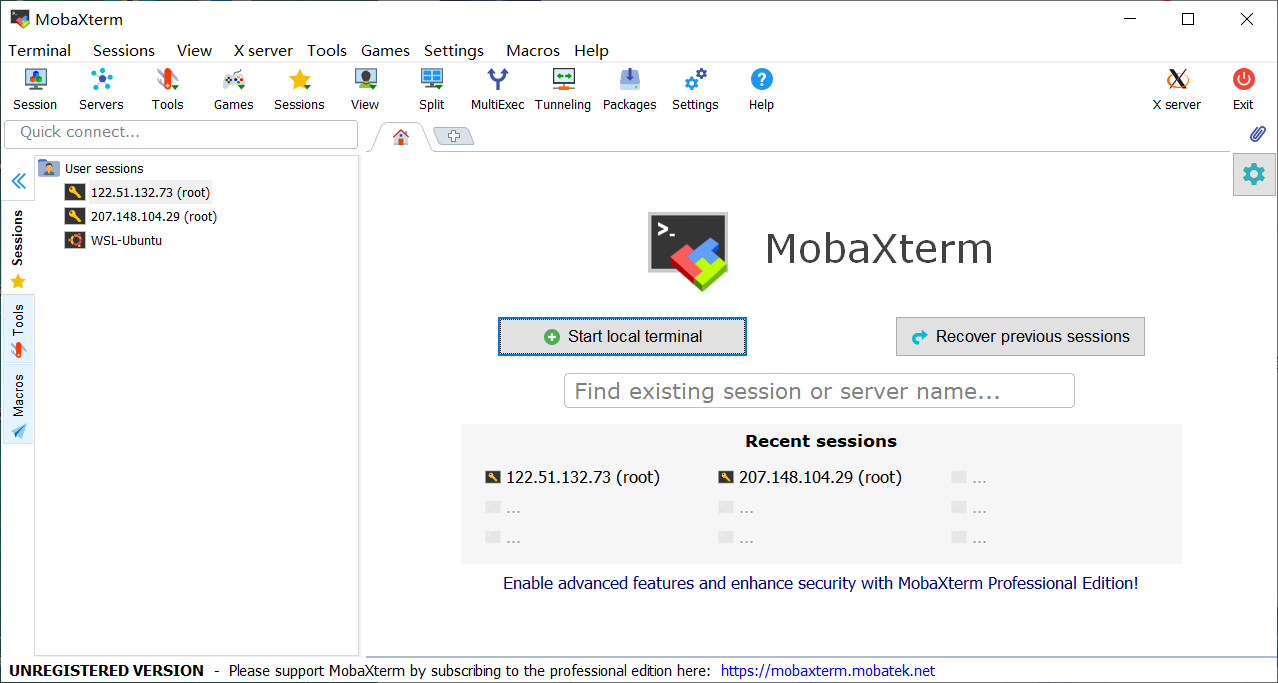 MobaXterm
Terminal Sessions View X server Tools Games Settings Macros Help
Session Servers Tools Games Sessions View Split MultiExec Tunneling Packages Settings Help X server Exit
Quick connect...
User sessions
122.51.132.73 (root)
207.148.104.29 (root)
WSL-Ubuntu
Sessions
Tools
Macros
MobaXterm
Start local terminal
Recover previous sessions
Find existing session or server name...
Recent sessions
122.51.132.73 (root) 207.148.104.29 (root) ...
... ... ...
... ... ...
Enable advanced features and enhance security with MobaXterm Professional Edition!
UNREGISTERED VERSION - Please support MobaXterm by subscribing to the professional edition here: https://mobaxterm.mobatek.net